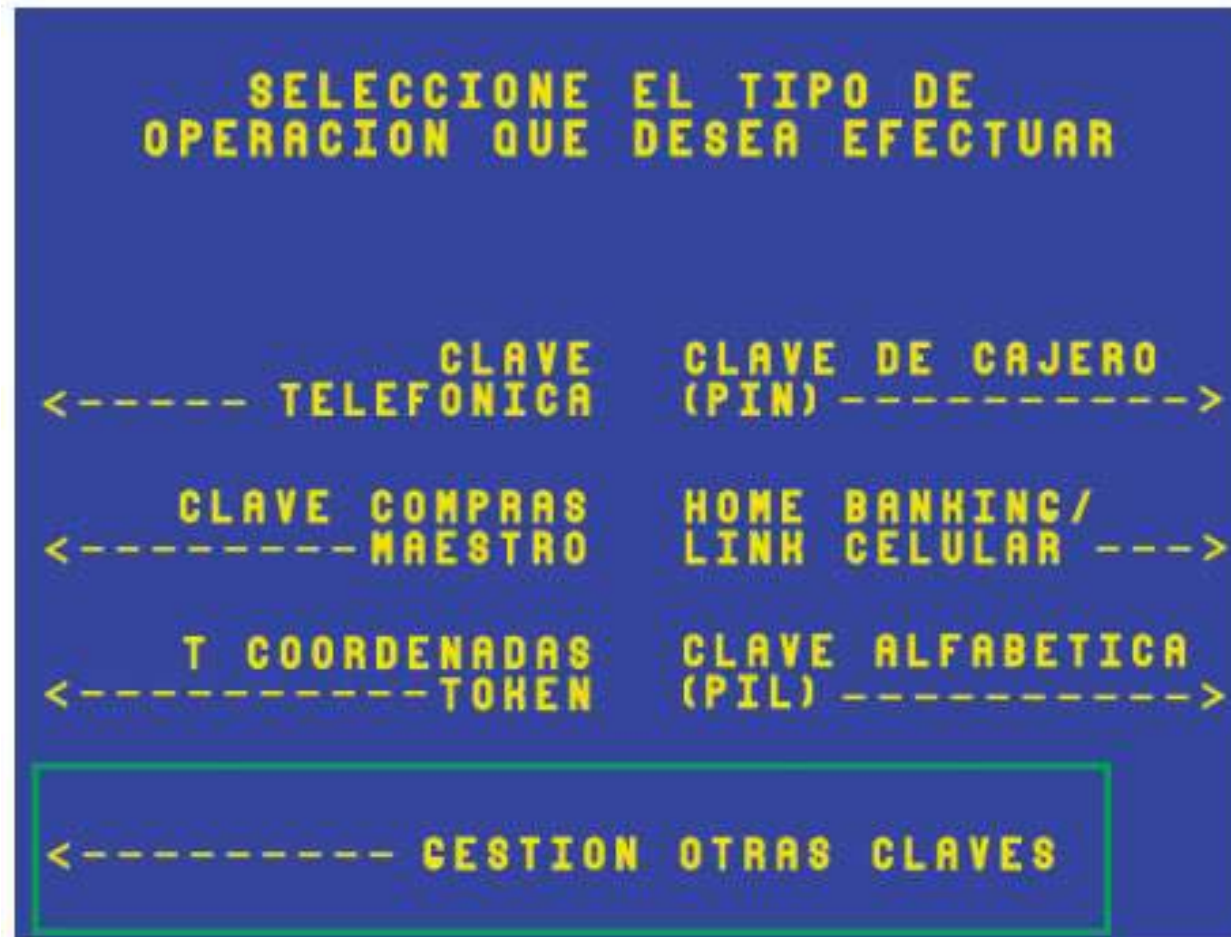 SELECCIONE EL TIPO DE
OPERACION QUE DESEA EFECTUAR
CLAVE
<----- TELEFONICA
CLAVE DE CAJERO
(PIN) ----------->
CLAVE COMPRAS
<---------MAESTRO
HOME BANKING/
LINK CELULAR --->
T COORDENADAS
<-----------TOKEN
CLAVE ALFABETICA
(PIL) ----------->
<---------- GESTION OTRAS CLAVES